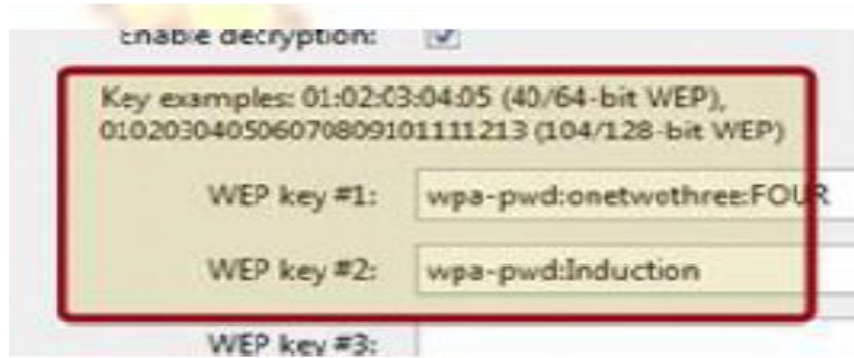 Enable decryption:
Key examples: 01:02:03:04:05 (40/64-bit WEP),
0102030405060708091011111213 (104/128-bit WEP)
WEP key #1: wpa-pwd:onetwothree:FOUR
WEP key #2: wpa-pwd:Induction
WEP key #3: